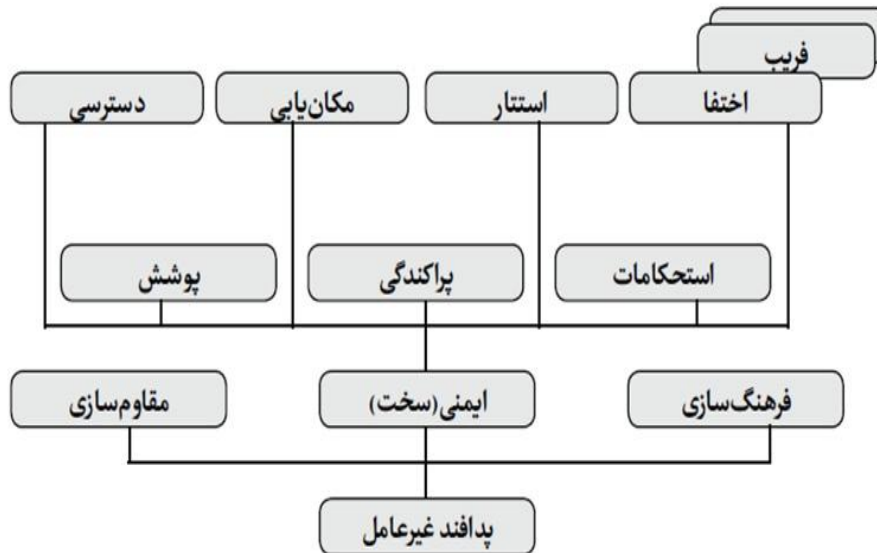 فریب
اختفا
استتار
مکان‌یابی
دسترسی
استحکامات
پراکندگی
پوشش
فرهنگ‌سازی
ایمنی(سخت)
مقاوم‌سازی
پدافند غیرعامل